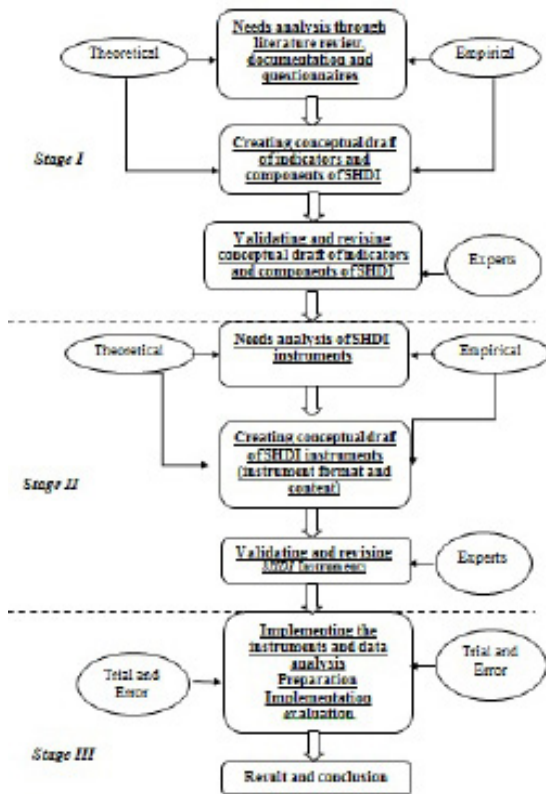 Theoretical
Needs analysis through
literature review,
documentation and
questionnaires
Empirical
Stage I
Creating conceptual draft
of indicators and
components of SHDI
Validating and revising
conceptual draft of indicators
and components of SHDI
Experts
Theoretical
Needs analysis of SHDI
instruments
Empirical
Creating conceptual draft
of SHDI instruments
(instrument format and
content)
Stage II
Validating and revising
SHDI Instruments
Experts
Implementing the
instruments and data
analysis
Preparation
Implementation
evaluation
Trial and
Error
Trial and
Error
Stage III
Result and conclusion